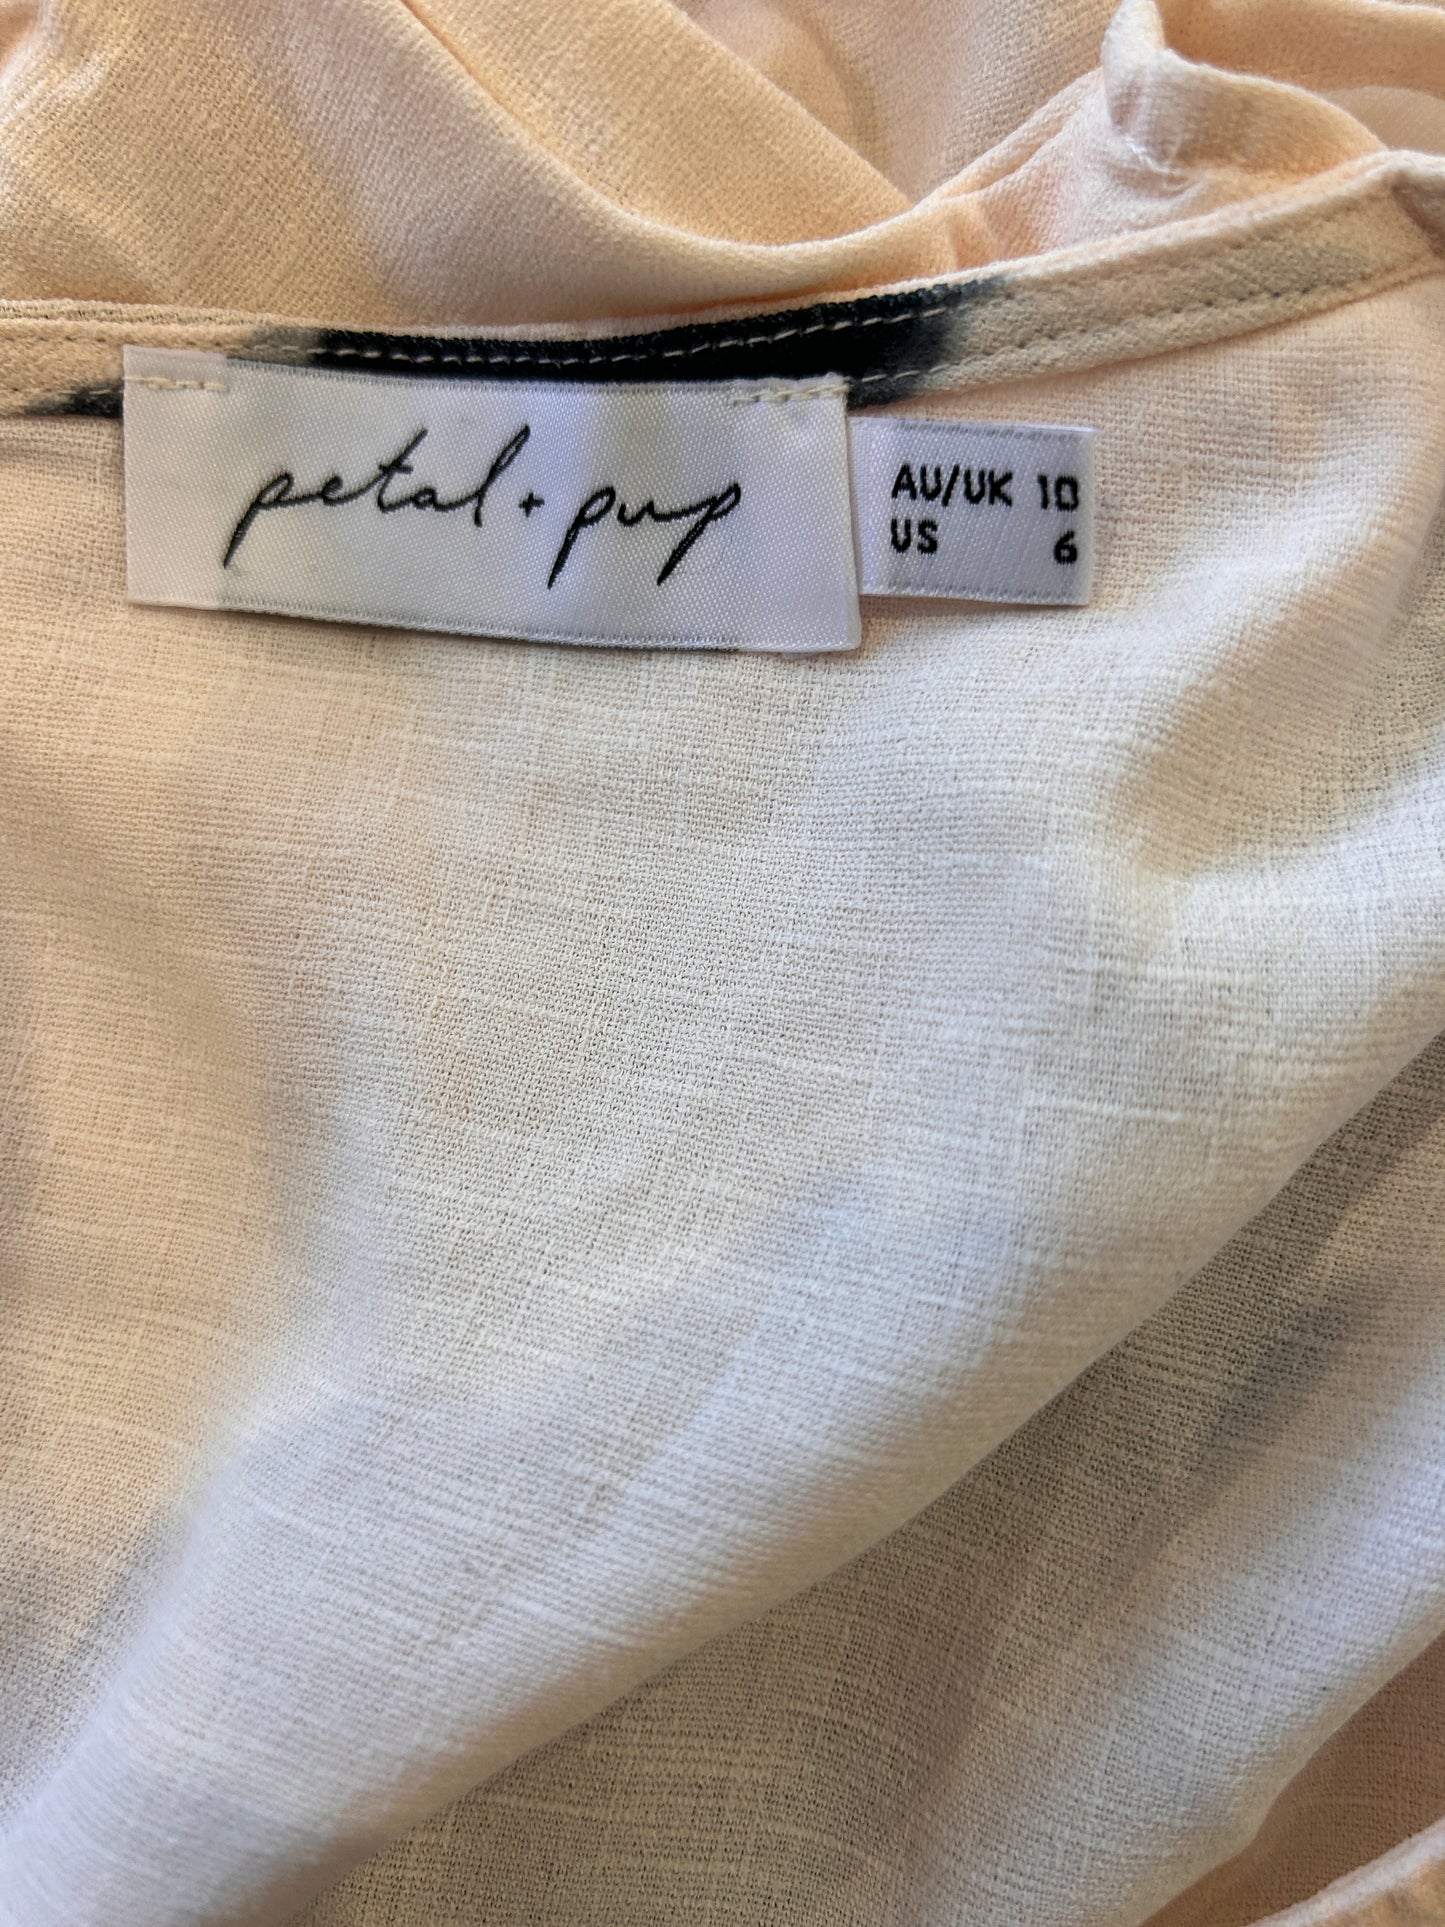 petal + pup
AU/UK 10
US 6